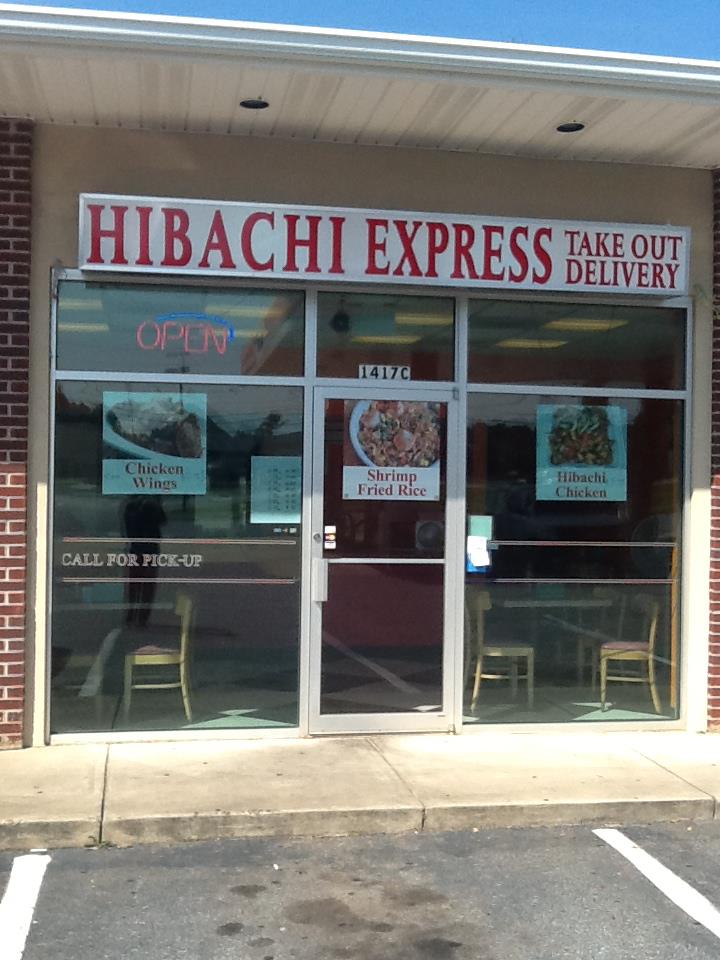 HIBACHI EXPRESS
TAKE OUT
DELIVERY
OPEN
1417C
Chicken
Wings
Shrimp
Fried Rice
Hibachi
Chicken
CALL FOR PICK-UP